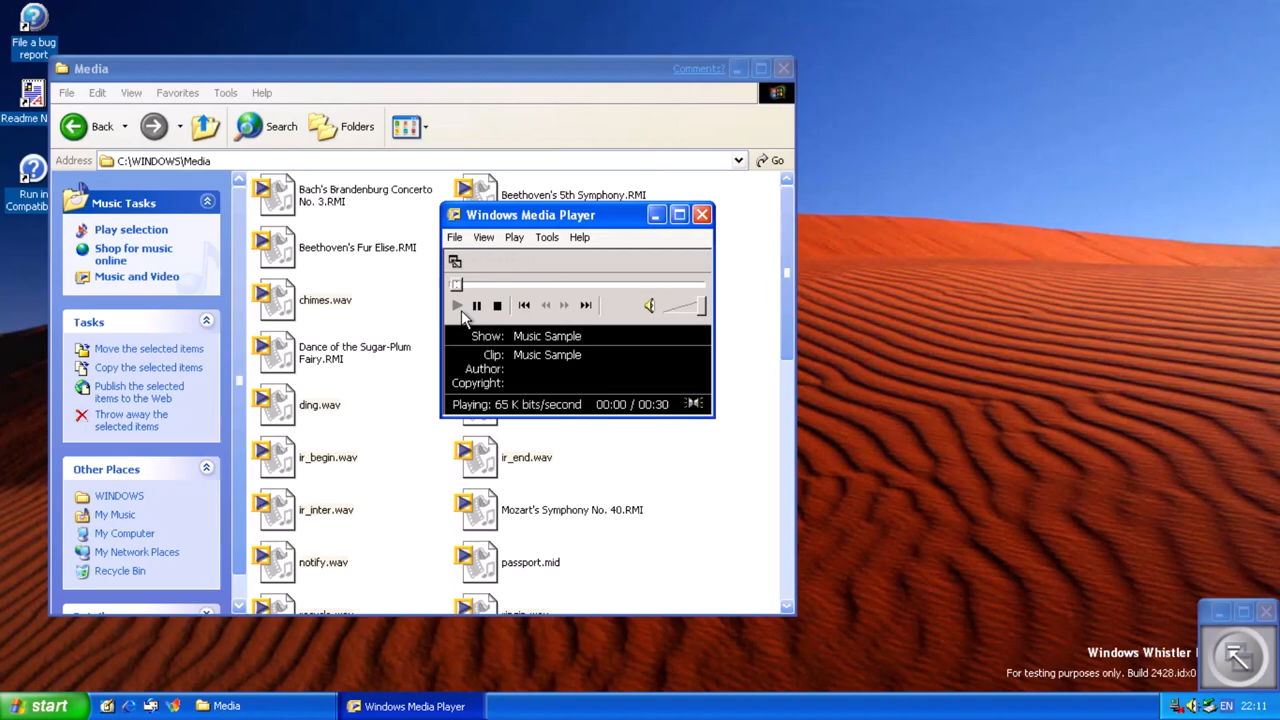 File a bug
report
Readme N
Run in
Compatib
Media
Comments?
File Edit View Favorites Tools Help
Back
Search
Folders
Address
C:\WINDOWS\Media
Go
Music Tasks
Play selection
Shop for music
online
Music and Video
Tasks
Move the selected items
Copy the selected items
Publish the selected
items to the Web
Throw away the
selected items
Other Places
WINDOWS
My Music
My Computer
My Network Places
Recycle Bin
Bach's Brandenburg Concerto
No. 3.RMI
Beethoven's 5th Symphony.RMI
Beethoven's Fur Elise.RMI
chimes.wav
Dance of the Sugar-Plum
Fairy.RMI
ding.wav
ir_begin.wav
ir_end.wav
ir_inter.wav
Mozart's Symphony No. 40.RMI
notify.wav
passport.mid
Windows Media Player
File View Play Tools Help
Show: Music Sample
Clip: Music Sample
Author:
Copyright:
Playing: 65 K bits/second 00:00 / 00:30
Windows Whistler
For testing purposes only. Build 2428.idx0
start
Media
Windows Media Player
EN
22:11